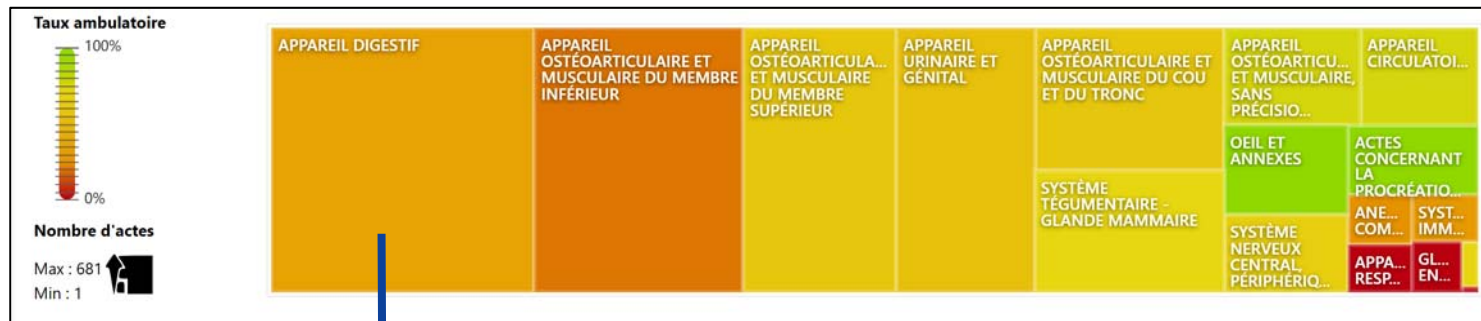 Taux ambulatoire
100%
0%
Nombre d'actes
Max : 681
Min : 1
APPAREIL DIGESTIF
APPAREIL
OSTÉOARTICULAIRE ET
MUSCULAIRE DU MEMBRE
INFÉRIEUR
APPAREIL
OSTÉOARTICULA...
ET MUSCULAIRE
DU MEMBRE
SUPÉRIEUR
APPAREIL
URINAIRE ET
GÉNITAL
APPAREIL
OSTÉOARTICULAIRE ET
MUSCULAIRE DU COU
ET DU TRONC
SYSTÈME
TÉGUMENTAIRE -
GLANDE MAMMAIRE
APPAREIL
OSTÉOARTICU...
ET MUSCULAIRE,
SANS
PRÉCISIO...
APPAREIL
CIRCULATOI...
OEIL ET
ANNEXES
ACTES
CONCERNANT
LA
PROCRÉATIO...
SYSTÈME
NERVEUX
CENTRAL,
PÉRIPHÉRIQ...
ANE...
COM...
SYST...
IMM...
APPA...
RESP...
GL...
EN...